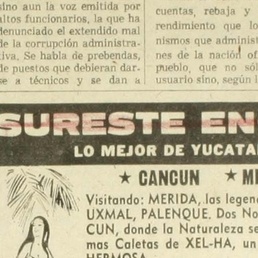 sino aun la voz emitida por
altos funcionarios, la que ha
denunciado el extendido mal
de la corrupción administra-
tiva. Se habla de prebendas,
de puestos que debieran dar-
se a técnicos y se dan a
cuentas, rebaja y
rendimiento que lo
nismos que administ
nes de la nación of
pueblo, que no sól
usuario sino, según l
SURESTE EN
LO MEJOR DE YUCATA
★ CANCUN ★ M
Visitando: MERIDA, las legen
UXMAL, PALENQUE. Dos No
CUN, donde la Naturaleza se
mas Caletas de XEL-HA, un
HERMOSA.